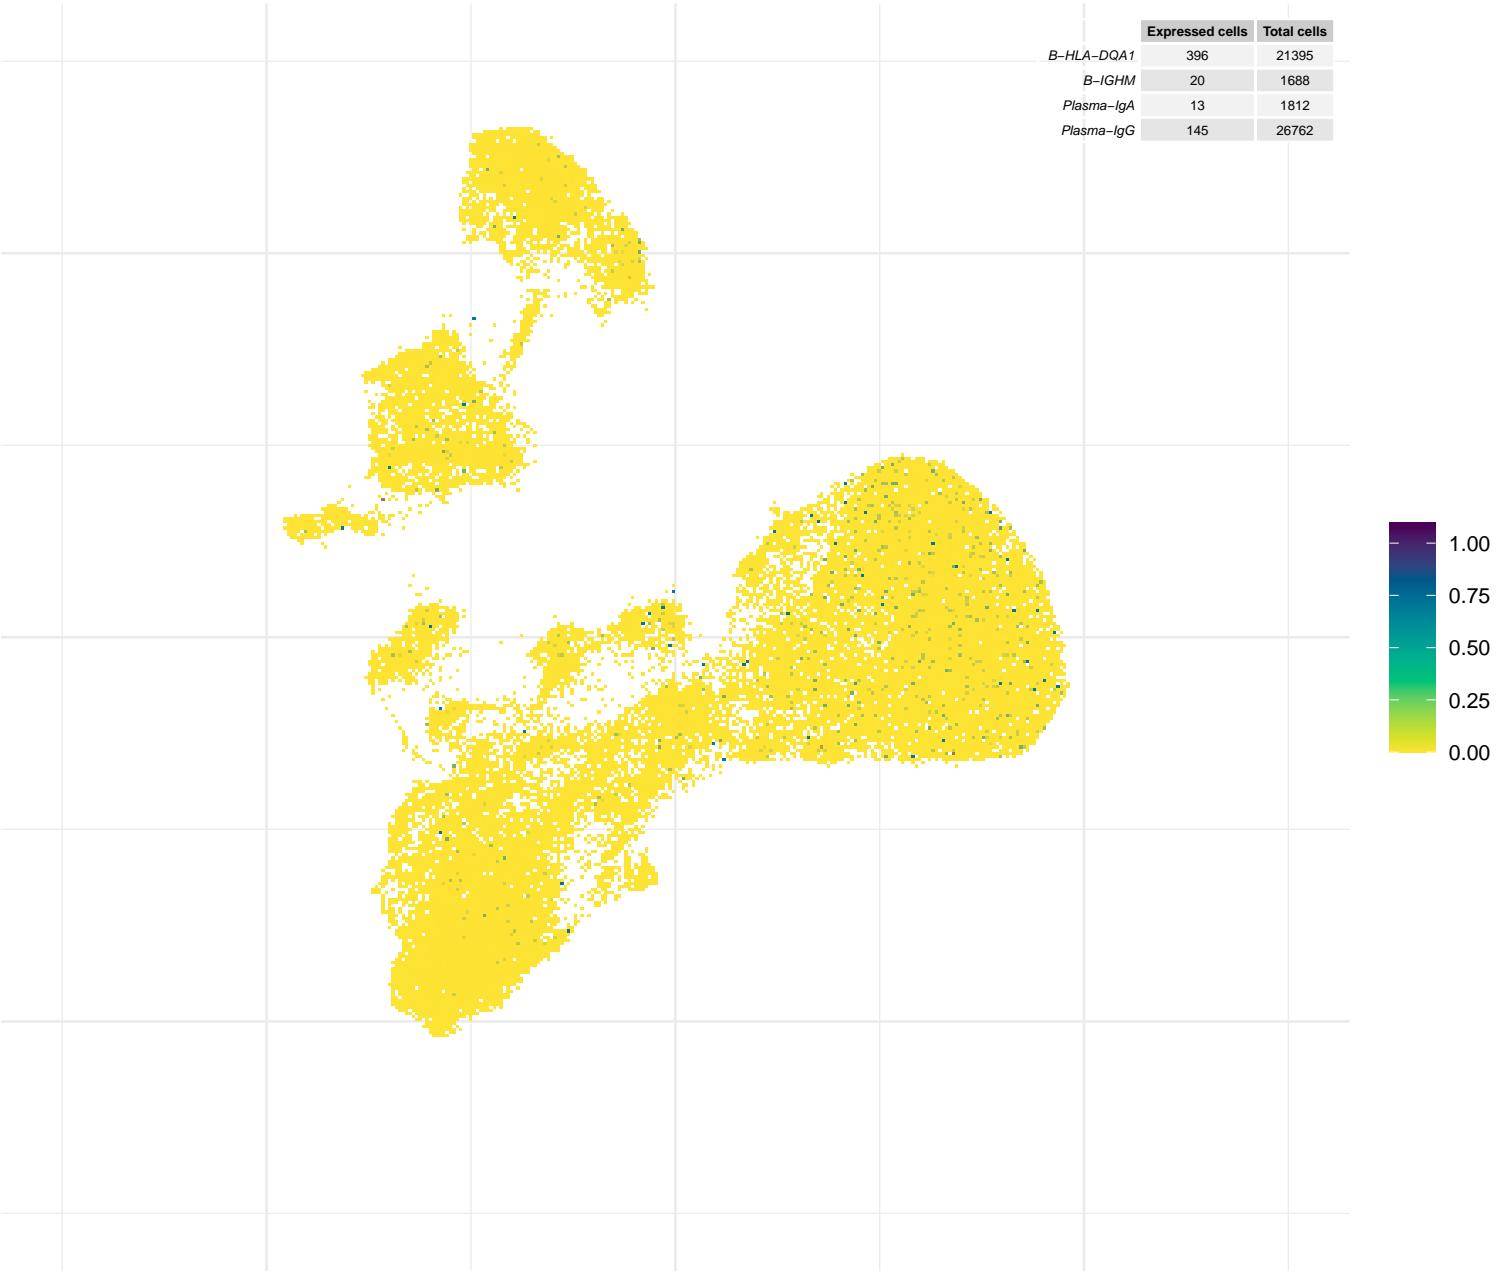 Expressed cells Total cells
B−HLA−DQA1 396 21395
B−IGHM 20 1688
Plasma−IgA 13 1812
Plasma−IgG 145 26762
1.00
0.75
0.50
0.25
0.00